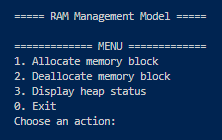 ===== RAM Management Model =====
============= MENU =============
1. Allocate memory block
2. Deallocate memory block
3. Display heap status
0. Exit
Choose an action: